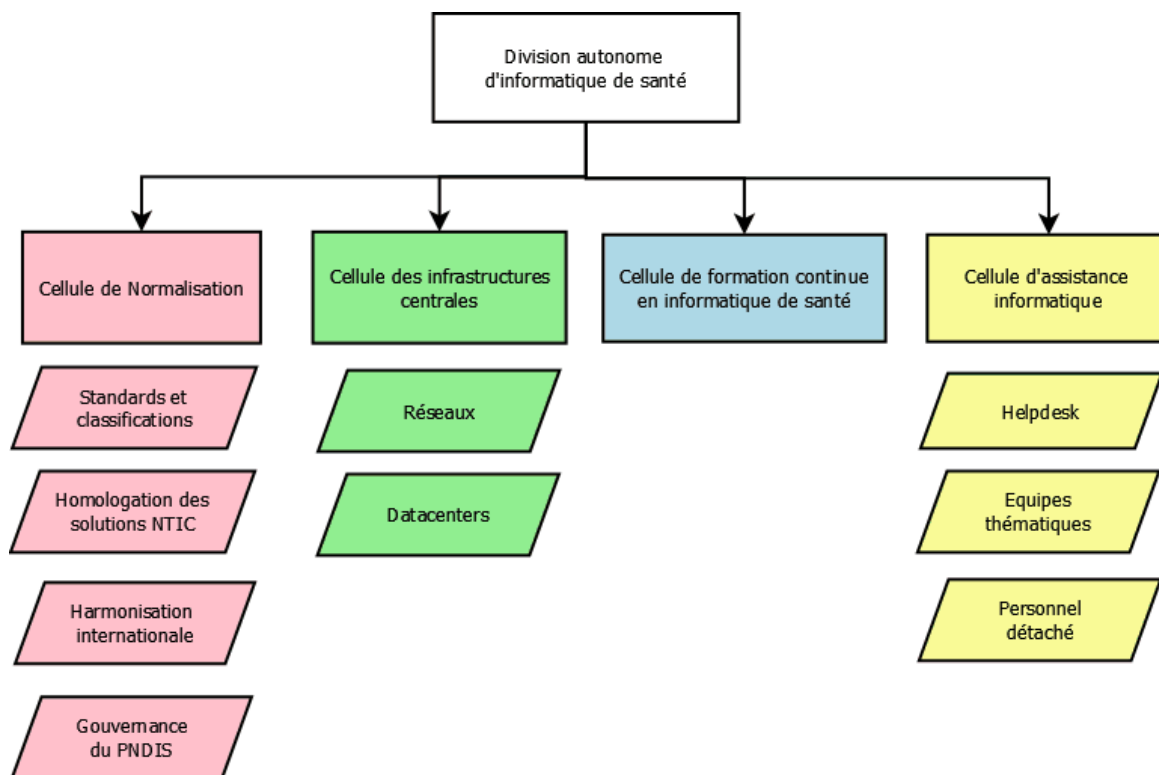 Division autonome
d'informatique de santé
Cellule de Normalisation
Cellule des infrastructures
centrales
Cellule de formation continue
en informatique de santé
Cellule d'assistance
informatique
Standards et
classifications
Réseaux
Helpdesk
Homologation des
solutions NTIC
Datacenters
Equipes
thématiques
Harmonisation
internationale
Personnel
détaché
Gouvernance
du PNDIS